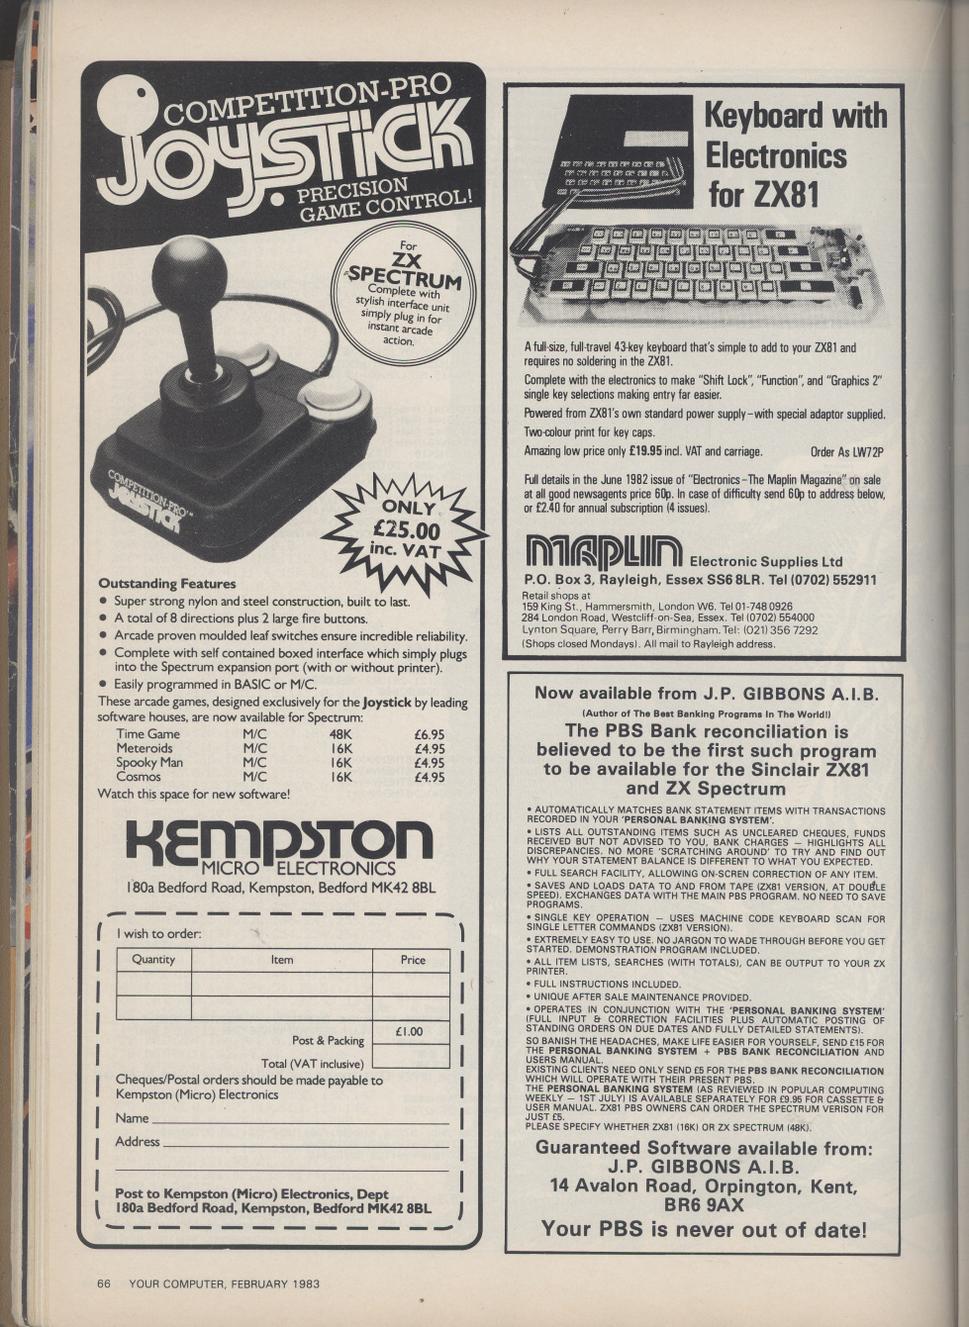 COMPETITION-PRO
JOYSTICK
PRECISION
GAME CONTROL!
For
ZX
SPECTRUM
Complete with
stylish interface unit
simply plug in for
instant arcade
action.
COMPETITION-PRO™
JOYSTICK
ONLY
£25.00
inc. VAT
Outstanding Features
● Super strong nylon and steel construction, built to last.
● A total of 8 directions plus 2 large fire buttons.
● Arcade proven moulded leaf switches ensure incredible reliability.
● Complete with self contained boxed interface which simply plugs
into the Spectrum expansion port (with or without printer).
● Easily programmed in BASIC or M/C.
These arcade games, designed exclusively for the Joystick by leading
software houses, are now available for Spectrum:
Time Game M/C 48K £6.95
Meteroids M/C 16K £4.95
Spooky Man M/C 16K £4.95
Cosmos M/C 16K £4.95
Watch this space for new software!
KEMPSTON
MICRO ELECTRONICS
180a Bedford Road, Kempston, Bedford MK42 8BL
I wish to order:
Quantity Item Price
Post & Packing £1.00
Total (VAT inclusive)
Cheques/Postal orders should be made payable to
Kempston (Micro) Electronics
Name
Address
Post to Kempston (Micro) Electronics, Dept
180a Bedford Road, Kempston, Bedford MK42 8BL
Keyboard with
Electronics
for ZX81
A full-size, full-travel 43-key keyboard that's simple to add to your ZX81 and
requires no soldering in the ZX81.
Complete with the electronics to make "Shift Lock", "Function", and "Graphics 2"
single key selections making entry far easier.
Powered from ZX81's own standard power supply–with special adaptor supplied.
Two-colour print for key caps.
Amazing low price only £19.95 incl. VAT and carriage. Order As LW72P
Full details in the June 1982 issue of "Electronics–The Maplin Magazine" on sale
at all good newsagents price 60p. In case of difficulty send 60p to address below,
or £2.40 for annual subscription (4 issues).
MAPLIN Electronic Supplies Ltd
P.O. Box 3, Rayleigh, Essex SS6 8LR. Tel (0702) 552911
Retail shops at
159 King St., Hammersmith, London W6. Tel 01-748 0926
284 London Road, Westcliff-on-Sea, Essex. Tel (0702) 554000
Lynton Square, Perry Barr, Birmingham. Tel: (021) 356 7292
(Shops closed Mondays). All mail to Rayleigh address.
Now available from J.P. GIBBONS A.I.B.
(Author of The Best Banking Programs In The World!)
The PBS Bank reconciliation is
believed to be the first such program
to be available for the Sinclair ZX81
and ZX Spectrum
• AUTOMATICALLY MATCHES BANK STATEMENT ITEMS WITH TRANSACTIONS
RECORDED IN YOUR 'PERSONAL BANKING SYSTEM'.
• LISTS ALL OUTSTANDING ITEMS SUCH AS UNCLEARED CHEQUES, FUNDS
RECEIVED BUT NOT ADVISED TO YOU, BANK CHARGES — HIGHLIGHTS ALL
DISCREPANCIES. NO MORE 'SCRATCHING AROUND' TO TRY AND FIND OUT
WHY YOUR STATEMENT BALANCE IS DIFFERENT TO WHAT YOU EXPECTED.
• FULL SEARCH FACILITY, ALLOWING ON-SCREN CORRECTION OF ANY ITEM.
• SAVES AND LOADS DATA TO AND FROM TAPE (ZX81 VERSION, AT DOUBLE
SPEED). EXCHANGES DATA WITH THE MAIN PBS PROGRAM. NO NEED TO SAVE
PROGRAMS.
• SINGLE KEY OPERATION — USES MACHINE CODE KEYBOARD SCAN FOR
SINGLE LETTER COMMANDS (ZX81 VERSION).
• EXTREMELY EASY TO USE. NO JARGON TO WADE THROUGH BEFORE YOU GET
STARTED. DEMONSTRATION PROGRAM INCLUDED.
• ALL ITEM LISTS, SEARCHES (WITH TOTALS), CAN BE OUTPUT TO YOUR ZX
PRINTER.
• FULL INSTRUCTIONS INCLUDED.
• UNIQUE AFTER SALE MAINTENANCE PROVIDED.
• OPERATES IN CONJUNCTION WITH THE 'PERSONAL BANKING SYSTEM'
(FULL INPUT & CORRECTION FACILITIES PLUS AUTOMATIC POSTING OF
STANDING ORDERS ON DUE DATES AND FULLY DETAILED STATEMENTS).
SO BANISH THE HEADACHES, MAKE LIFE EASIER FOR YOURSELF, SEND £15 FOR
THE PERSONAL BANKING SYSTEM + PBS BANK RECONCILIATION AND
USERS MANUAL.
EXISTING CLIENTS NEED ONLY SEND £5 FOR THE PBS BANK RECONCILIATION
WHICH WILL OPERATE WITH THEIR PRESENT PBS.
THE PERSONAL BANKING SYSTEM (AS REVIEWED IN POPULAR COMPUTING
WEEKLY — 1ST JULY) IS AVAILABLE SEPARATELY FOR £9.95 FOR CASSETTE &
USER MANUAL. ZX81 PBS OWNERS CAN ORDER THE SPECTRUM VERISON FOR
JUST £5.
PLEASE SPECIFY WHETHER ZX81 (16K) OR ZX SPECTRUM (48K).
Guaranteed Software available from:
J.P. GIBBONS A.I.B.
14 Avalon Road, Orpington, Kent,
BR6 9AX
Your PBS is never out of date!
66 YOUR COMPUTER, FEBRUARY 1983